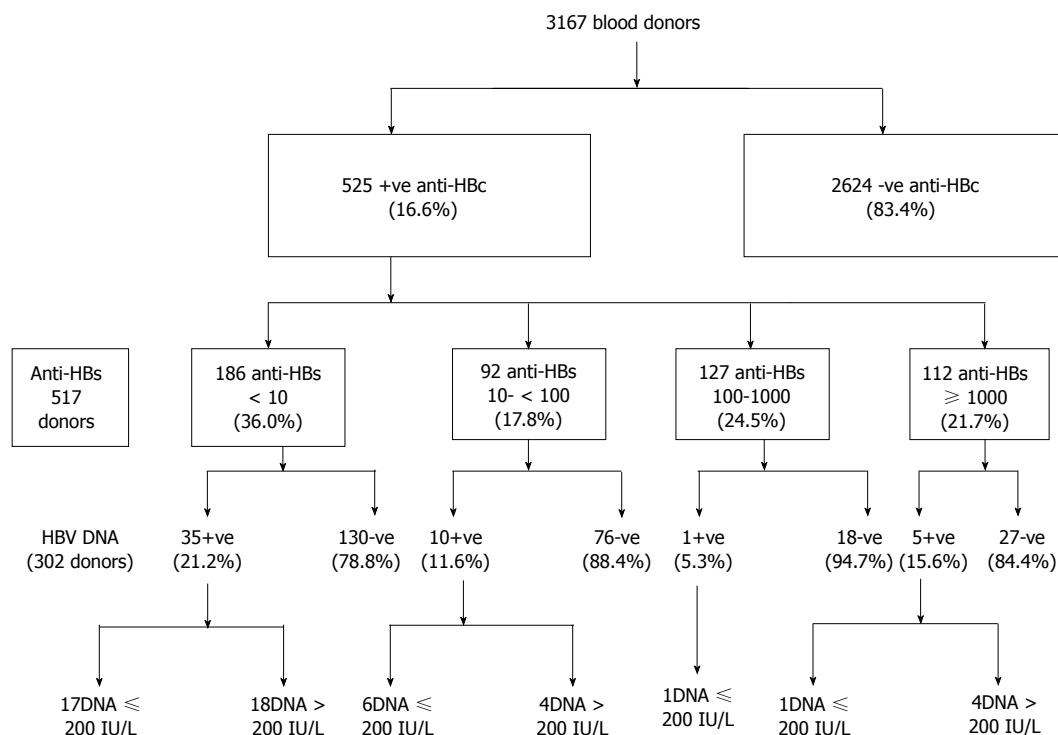 3167 blood donors
525 +ve anti-HBc
(16.6%)
2624 -ve anti-HBc
(83.4%)
Anti-HBs
517
donors
186 anti-HBs
< 10
(36.0%)
92 anti-HBs
10- < 100
(17.8%)
127 anti-HBs
100-1000
(24.5%)
112 anti-HBs
≥ 1000
(21.7%)
HBV DNA
(302 donors)
35+ve
(21.2%)
130-ve
(78.8%)
10+ve
(11.6%)
76-ve
(88.4%)
1+ve
(5.3%)
18-ve
(94.7%)
5+ve
(15.6%)
27-ve
(84.4%)
17DNA ≤
200 IU/L
18DNA >
200 IU/L
6DNA ≤
200 IU/L
4DNA >
200 IU/L
1DNA ≤
200 IU/L
1DNA ≤
200 IU/L
4DNA >
200 IU/L